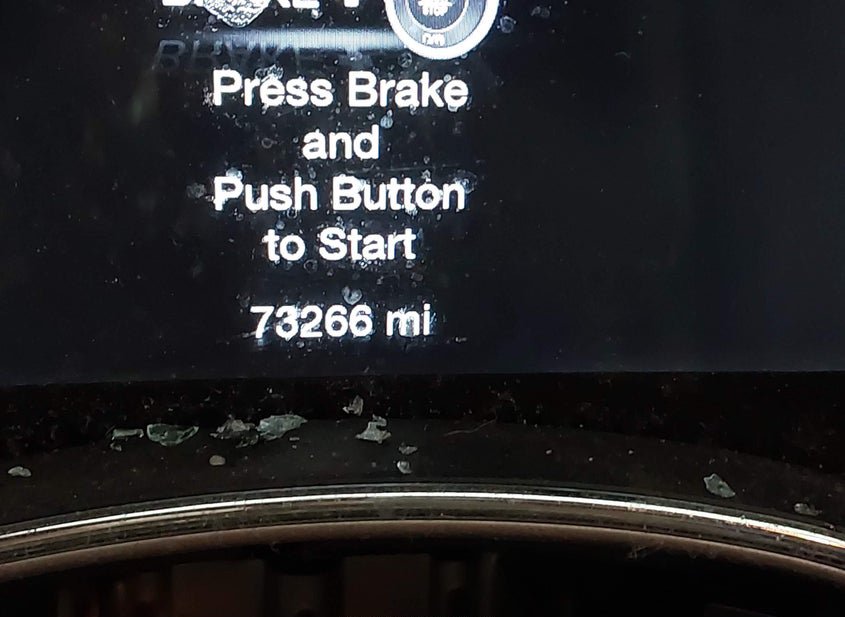 Press Brake
and
Push Button
to Start
73266 mi